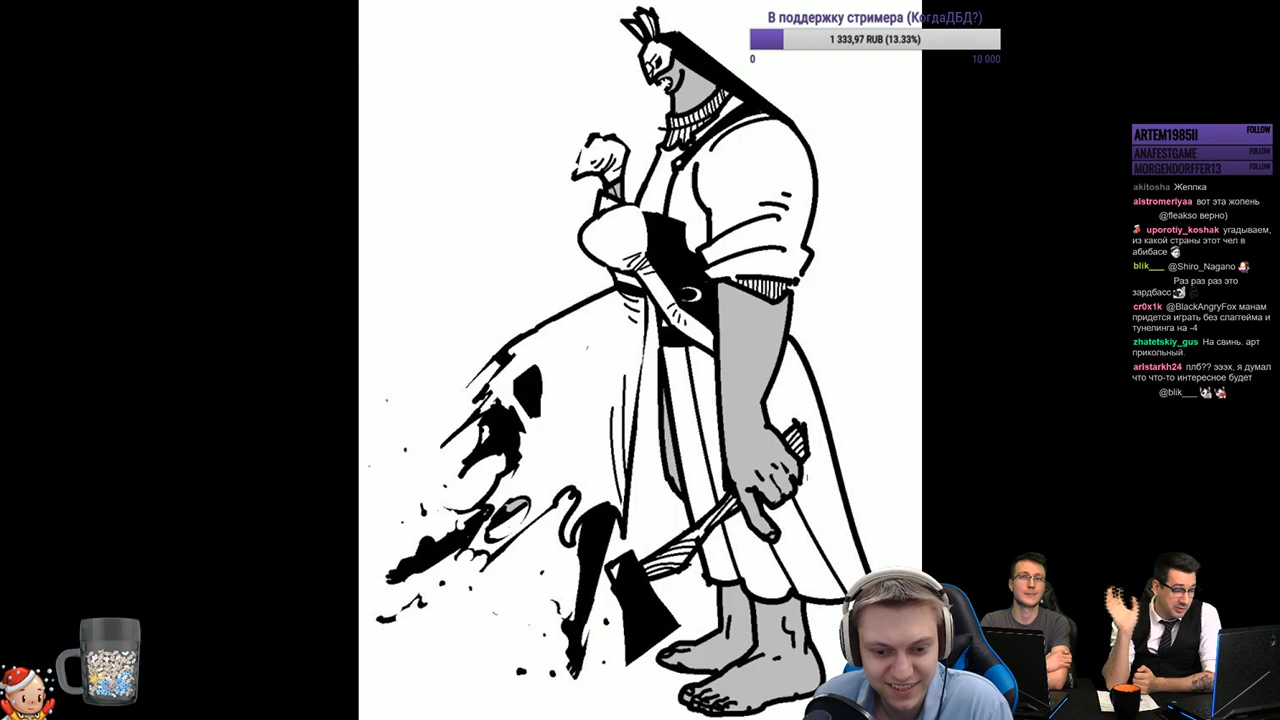 В поддержку стримера (КогдаДБД?)
1 333,97 RUB (13.33%)
0
10 000
ARTEM1985II FOLLOW
ANAFESTGAME FOLLOW
MORGENDORFFER13 FOLLOW
akitosha Жеппка
alstromeriyaa вот эта жопень
@fleakso верно)
uporotiy_koshak угадываем,
из какой страны этот чел в
абибасе
blik___ @Shiro_Nagano
Раз раз раз это
зардбасс
cr0x1k @BlackAngryFox манам
придется играть без слаггейма и
тунелинга на -4
zhatetskiy_gus На свинь. арт
прикольный.
aristarkh24 плб?? эээх, я думал
что что-то интересное будет
@blik___